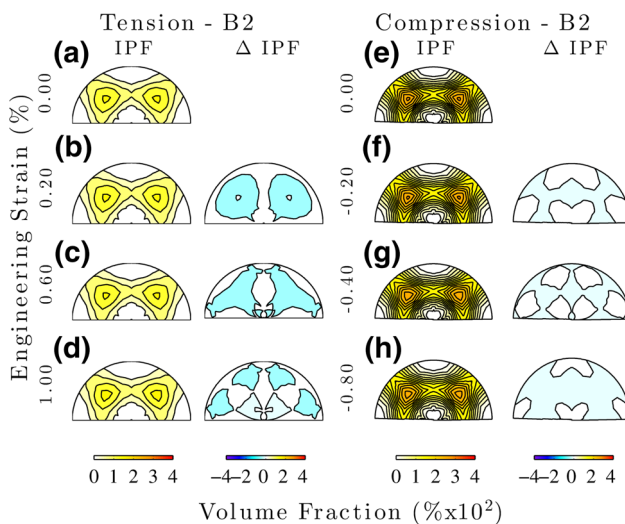 Tension - B2 Compression - B2
(a) IPF Δ IPF (e) IPF Δ IPF
0.00 0.00
(b) (f)
0.20 -0.20
(c) (g)
0.60 -0.40
(d) (h)
1.00 -0.80
Engineering Strain (%)
0 1 2 3 4 −4−2 0 2 4 0 1 2 3 4 −4−2 0 2 4
Volume Fraction (%x10²)